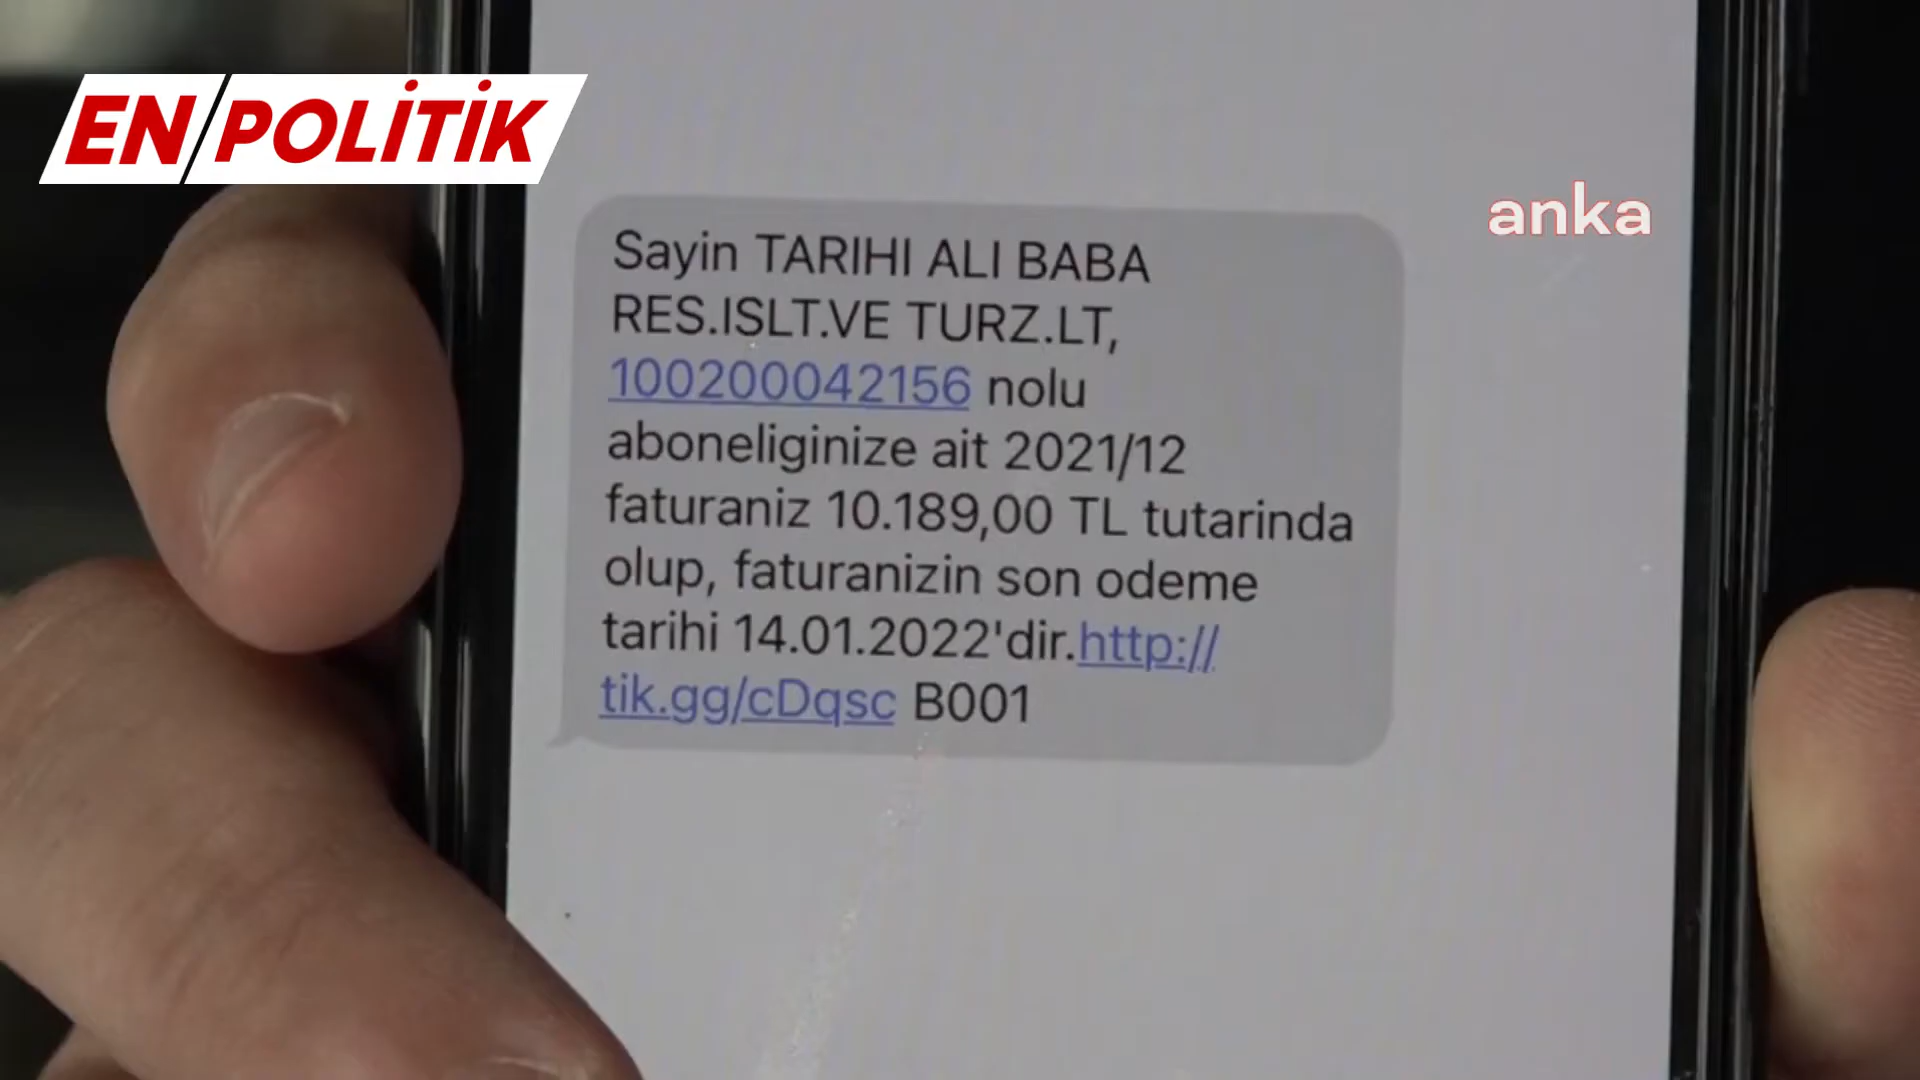 EN POLİTİK
anka
Sayin TARIHI ALI BABA
RES.ISLT.VE TURZ.LT,
100200042156 nolu
aboneliginize ait 2021/12
faturaniz 10.189,00 TL tutarinda
olup, faturanizin son odeme
tarihi 14.01.2022'dir.http://
tik.gg/cDqsc B001